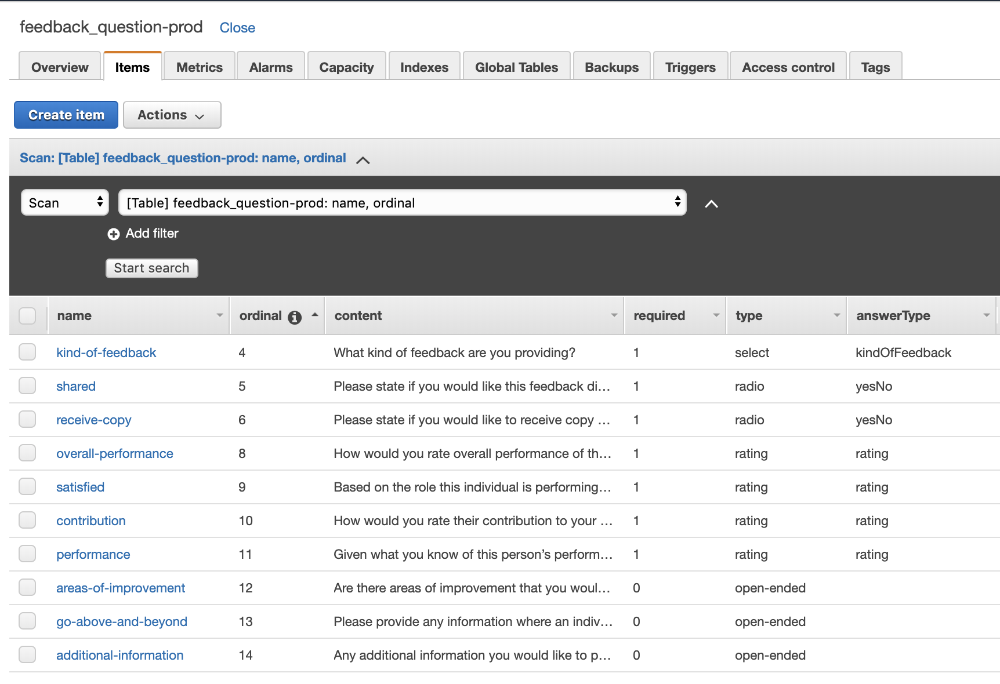 feedback_question-prod Close
Overview Items Metrics Alarms Capacity Indexes Global Tables Backups Triggers Access control Tags
Create item Actions
Scan: [Table] feedback_question-prod: name, ordinal
Scan [Table] feedback_question-prod: name, ordinal
Add filter
Start search
name ordinal content required type answerType
kind-of-feedback 4 What kind of feedback are you providing? 1 select kindOfFeedback
shared 5 Please state if you would like this feedback di… 1 radio yesNo
receive-copy 6 Please state if you would like to receive copy … 1 radio yesNo
overall-performance 8 How would you rate overall performance of th… 1 rating rating
satisfied 9 Based on the role this individual is performing… 1 rating rating
contribution 10 How would you rate their contribution to your … 1 rating rating
performance 11 Given what you know of this person’s perform… 1 rating rating
areas-of-improvement 12 Are there areas of improvement that you woul… 0 open-ended
go-above-and-beyond 13 Please provide any information where an indiv… 0 open-ended
additional-information 14 Any additional information you would like to p… 0 open-ended